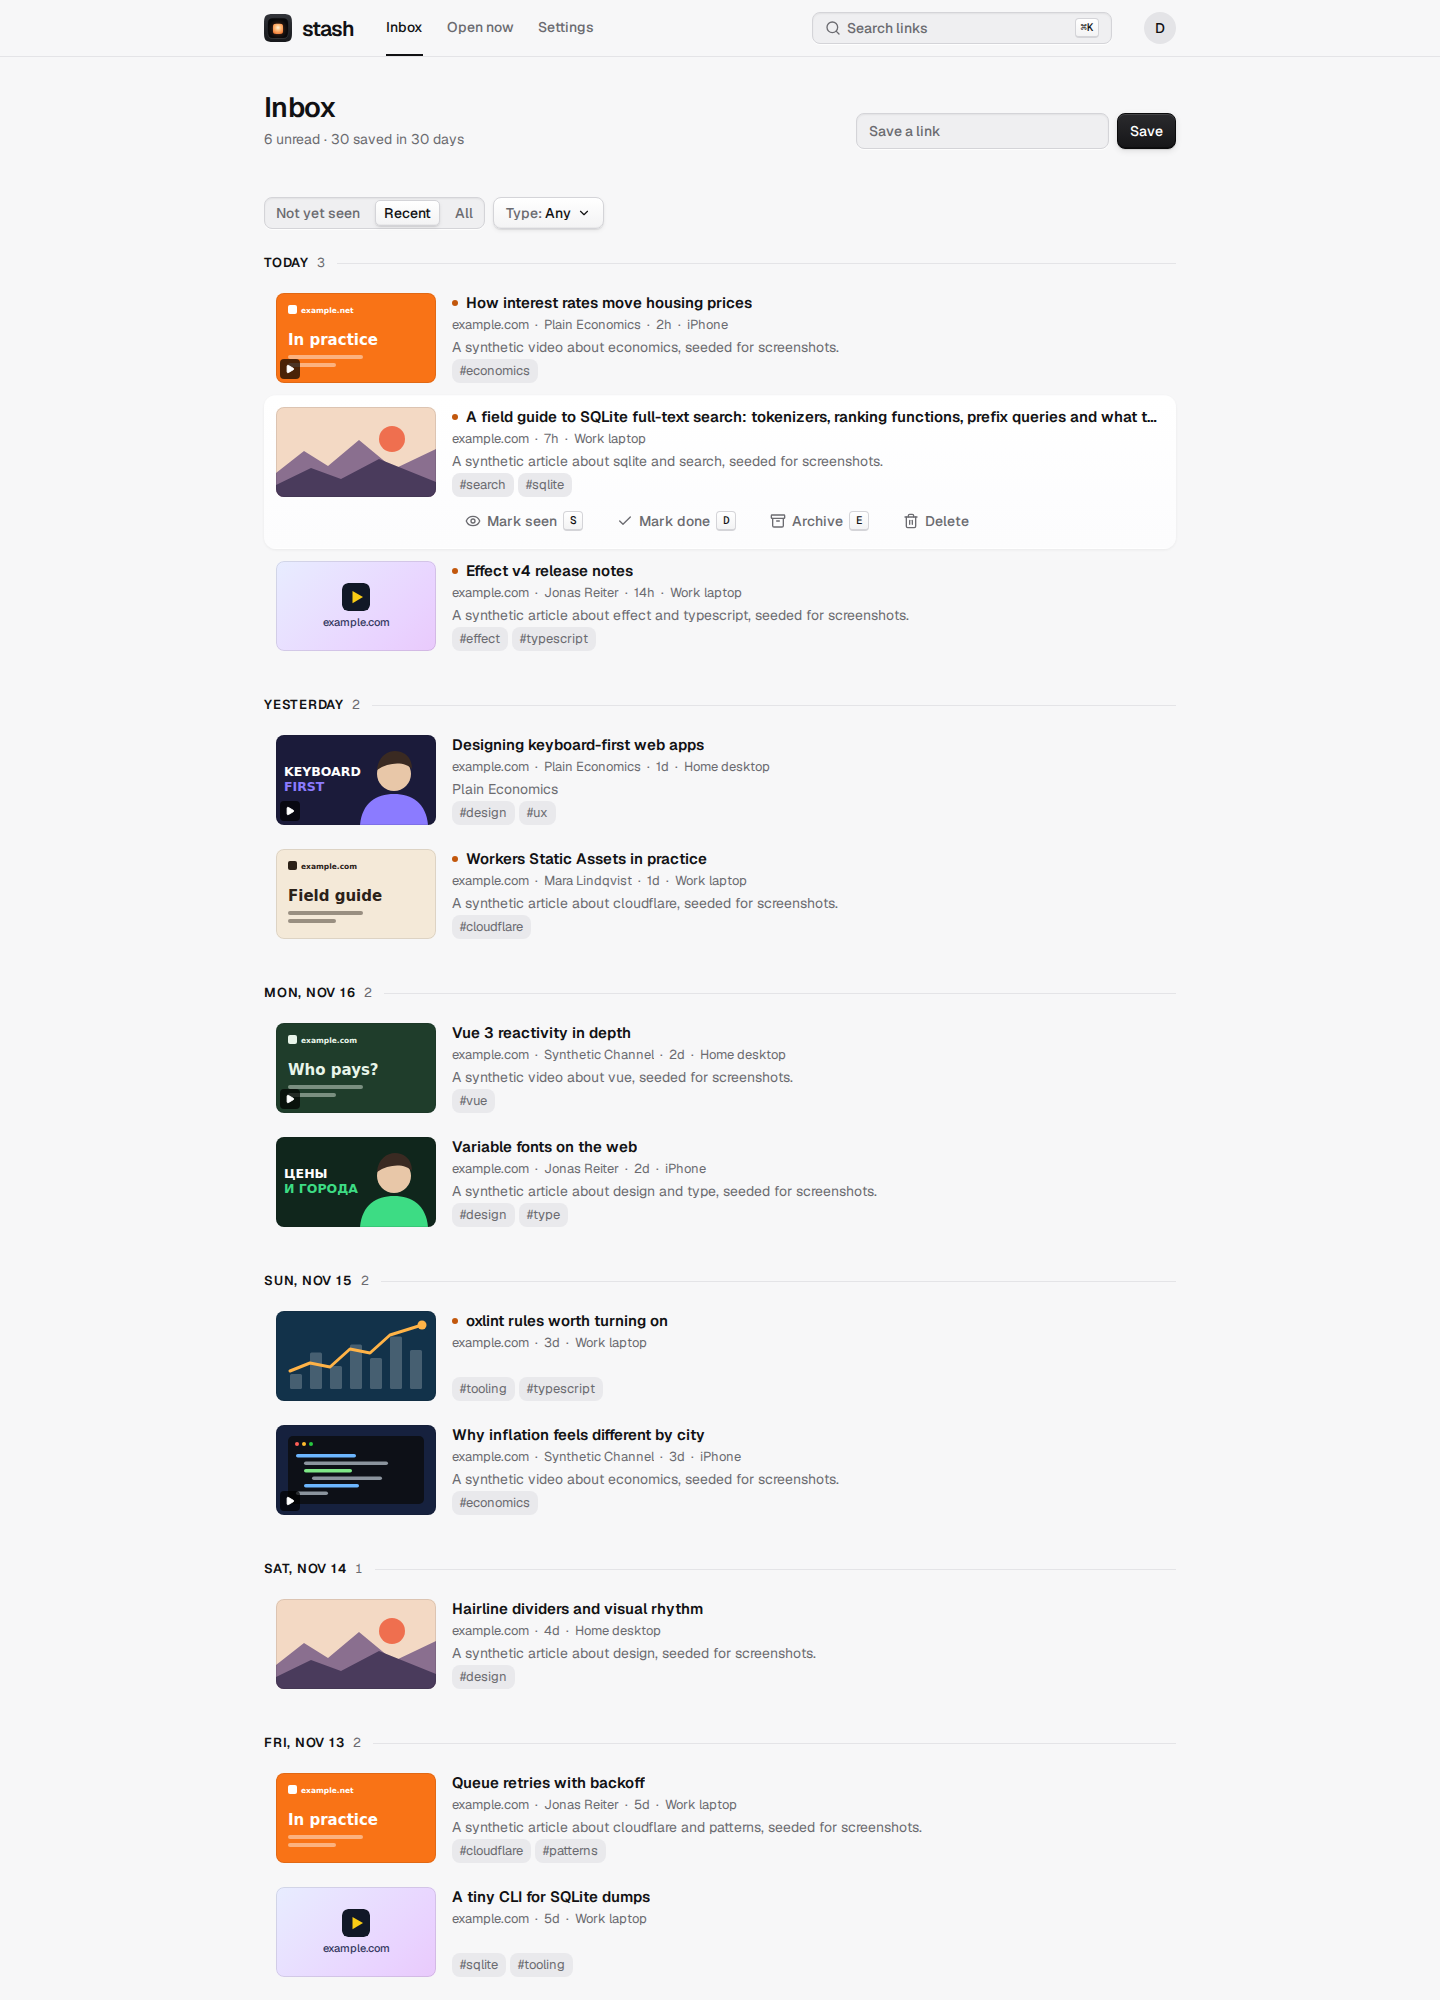 stash Inbox Open now Settings Search links ⌘K D
Inbox
6 unread · 30 saved in 30 days
Save a link Save
Not yet seen Recent All Type: Any
TODAY 3
example.net
In practice
How interest rates move housing prices
example.com · Plain Economics · 2h · iPhone
A synthetic video about economics, seeded for screenshots.
#economics
A field guide to SQLite full-text search: tokenizers, ranking functions, prefix queries and what t…
example.com · 7h · Work laptop
A synthetic article about sqlite and search, seeded for screenshots.
#search #sqlite
Mark seen S Mark done D Archive E Delete
example.com
Effect v4 release notes
example.com · Jonas Reiter · 14h · Work laptop
A synthetic article about effect and typescript, seeded for screenshots.
#effect #typescript
YESTERDAY 2
KEYBOARD
FIRST
Designing keyboard-first web apps
example.com · Plain Economics · 1d · Home desktop
Plain Economics
#design #ux
example.com
Field guide
Workers Static Assets in practice
example.com · Mara Lindqvist · 1d · Work laptop
A synthetic article about cloudflare, seeded for screenshots.
#cloudflare
MON, NOV 16 2
example.com
Who pays?
Vue 3 reactivity in depth
example.com · Synthetic Channel · 2d · Home desktop
A synthetic video about vue, seeded for screenshots.
#vue
ЦЕНЫ
И ГОРОДА
Variable fonts on the web
example.com · Jonas Reiter · 2d · iPhone
A synthetic article about design and type, seeded for screenshots.
#design #type
SUN, NOV 15 2
oxlint rules worth turning on
example.com · 3d · Work laptop
#tooling #typescript
Why inflation feels different by city
example.com · Synthetic Channel · 3d · iPhone
A synthetic video about economics, seeded for screenshots.
#economics
SAT, NOV 14 1
Hairline dividers and visual rhythm
example.com · 4d · Home desktop
A synthetic article about design, seeded for screenshots.
#design
FRI, NOV 13 2
example.net
In practice
Queue retries with backoff
example.com · Jonas Reiter · 5d · Work laptop
A synthetic article about cloudflare and patterns, seeded for screenshots.
#cloudflare #patterns
example.com
A tiny CLI for SQLite dumps
example.com · 5d · Work laptop
#sqlite #tooling